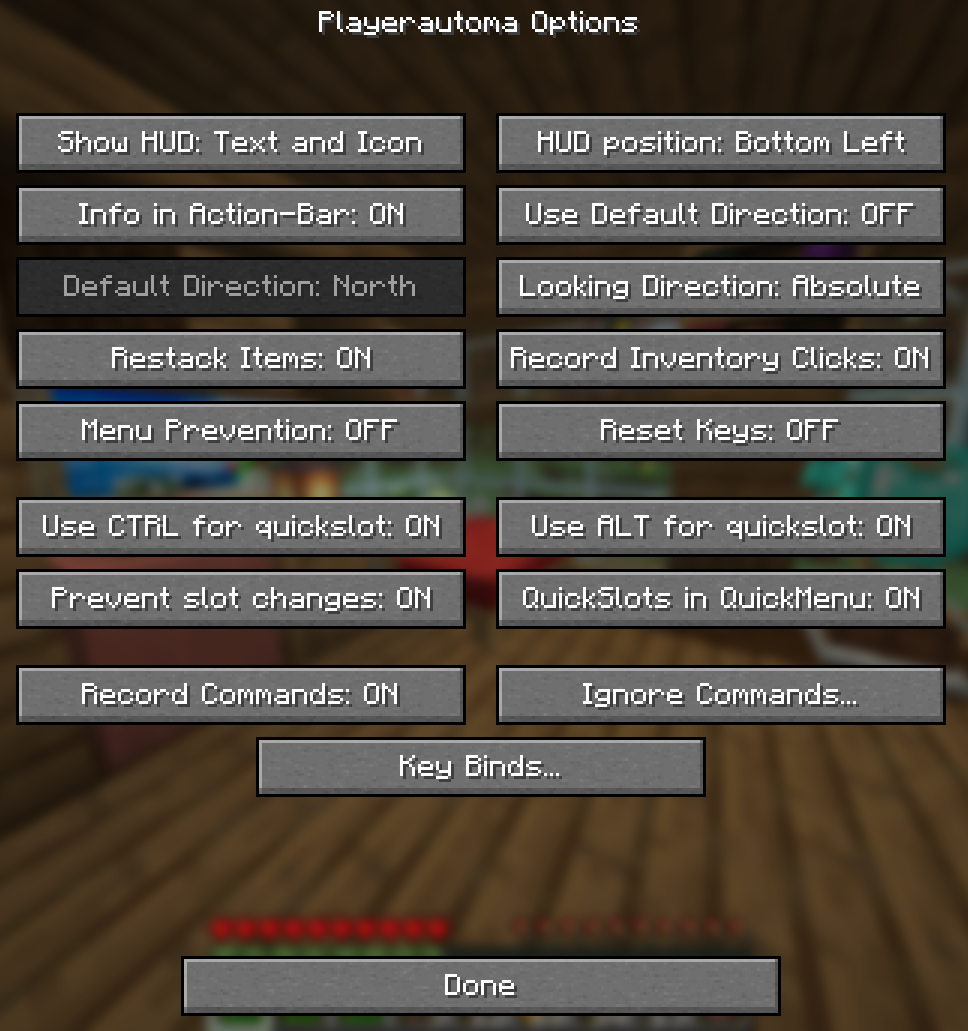 Playerautoma Options
Show HUD: Text and Icon
HUD position: Bottom Left
Info in Action-Bar: ON
Use Default Direction: OFF
Default Direction: North
Looking Direction: Absolute
Restack Items: ON
Record Inventory Clicks: ON
Menu Prevention: OFF
Reset Keys: OFF
Use CTRL for quickslot: ON
Use ALT for quickslot: ON
Prevent slot changes: ON
QuickSlots in QuickMenu: ON
Record Commands: ON
Ignore Commands...
Key Binds...
Done